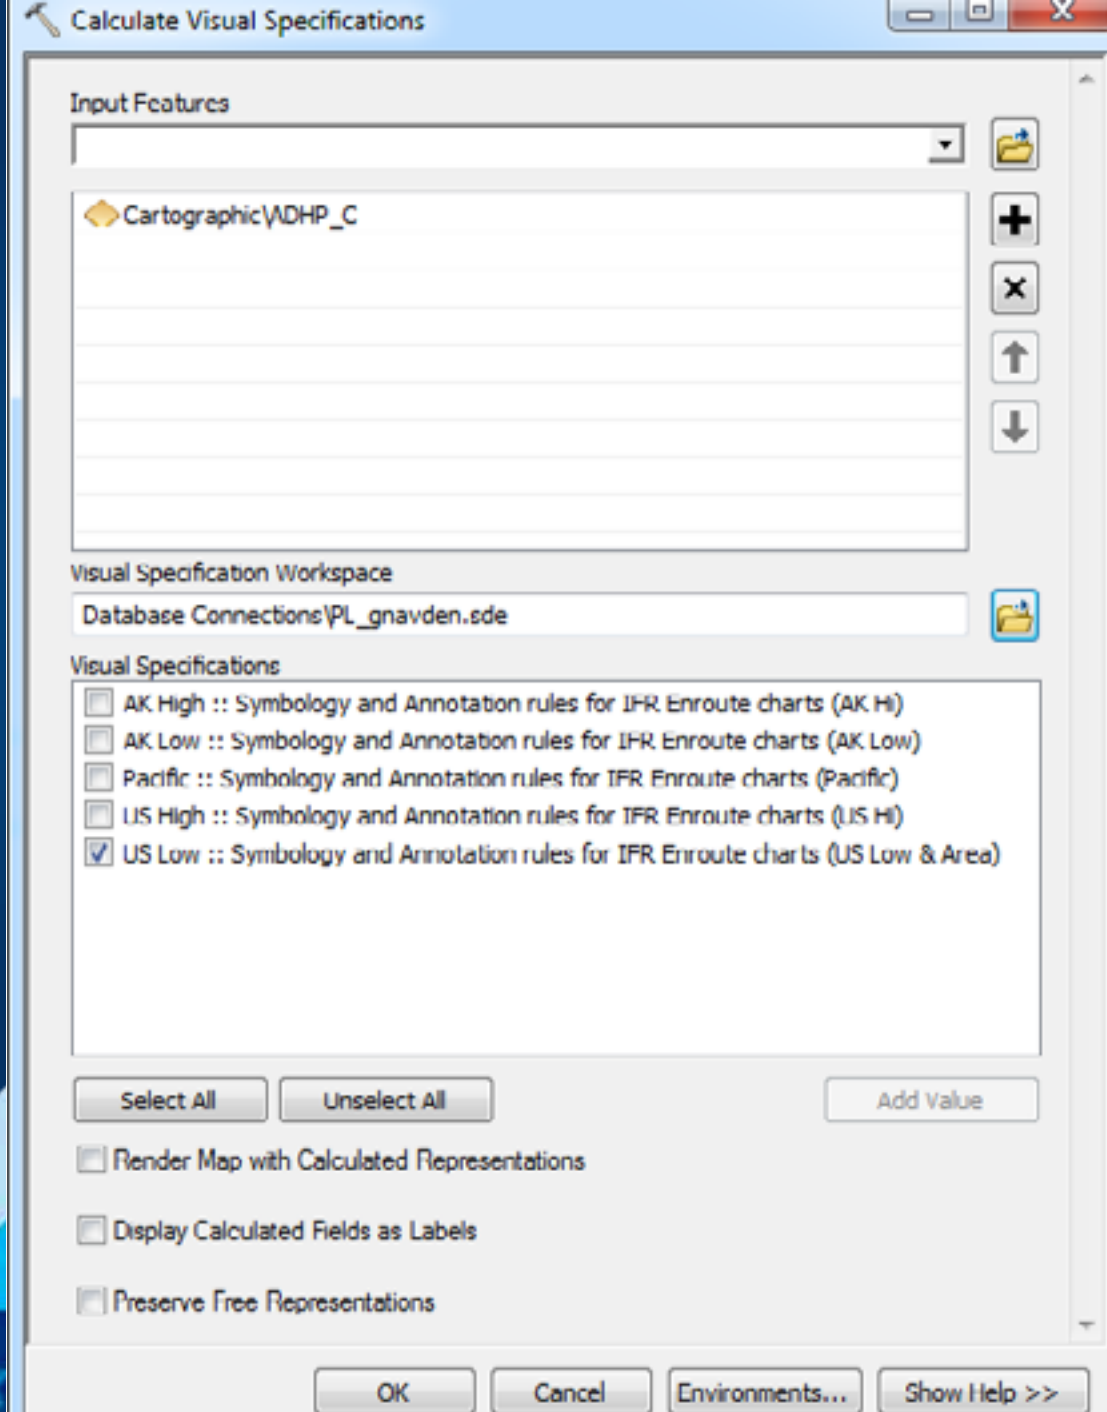 Calculate Visual Specifications
Input Features
Cartographic\ADHP_C
Visual Specification Workspace
Database Connections\PL_gnavden.sde
Visual Specifications
AK High :: Symbology and Annotation rules for IFR Enroute charts (AK Hi)
AK Low :: Symbology and Annotation rules for IFR Enroute charts (AK Low)
Pacific :: Symbology and Annotation rules for IFR Enroute charts (Pacific)
US High :: Symbology and Annotation rules for IFR Enroute charts (US Hi)
US Low :: Symbology and Annotation rules for IFR Enroute charts (US Low & Area)
Select All Unselect All Add Value
Render Map with Calculated Representations
Display Calculated Fields as Labels
Preserve Free Representations
OK Cancel Environments... Show Help >>